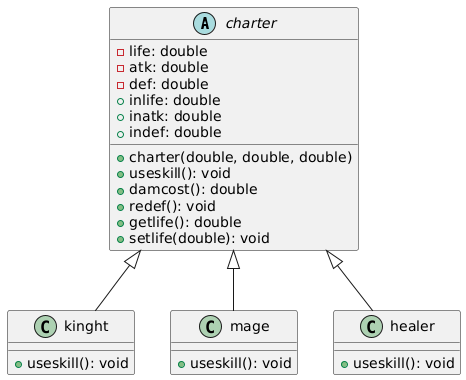 A charter
life: double
atk: double
def: double
inlife: double
inatk: double
indef: double
charter(double, double, double)
useskill(): void
damcost(): double
redef(): void
getlife(): double
setlife(double): void
C kinght
useskill(): void
C mage
useskill(): void
C healer
useskill(): void